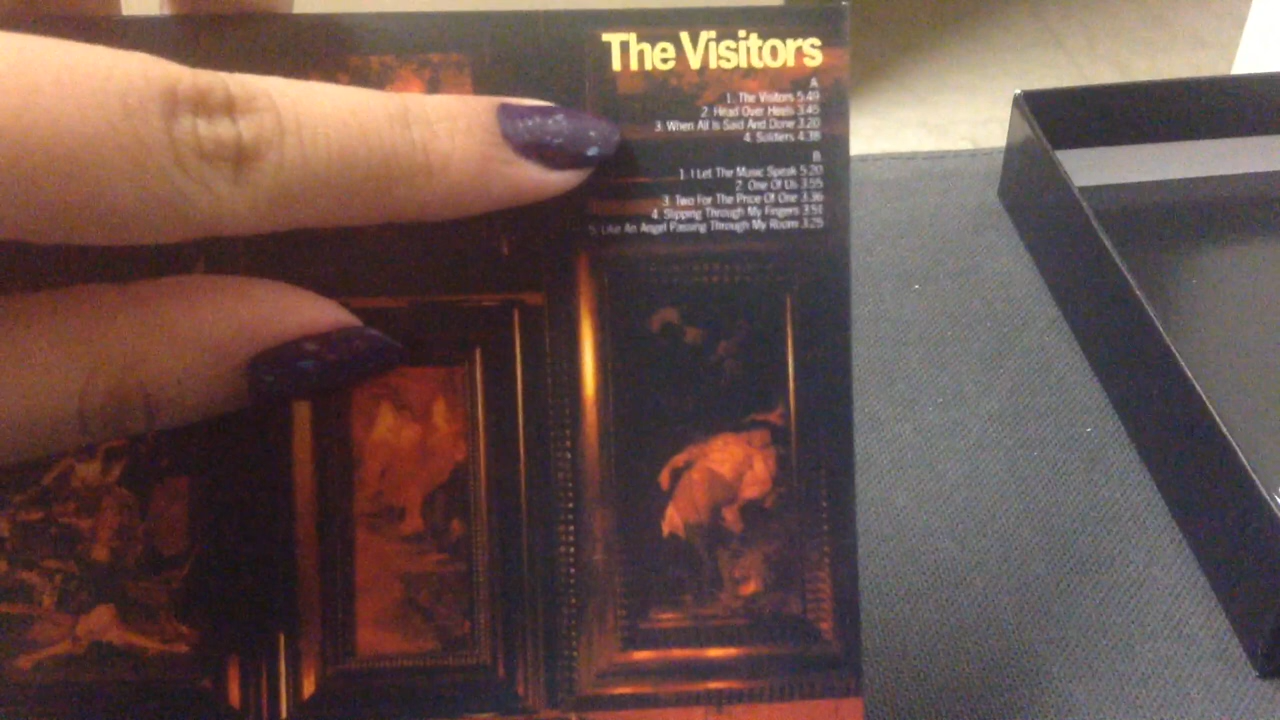 The Visitors
A
1. The Visitors 5.49
2. Head Over Heels 3.45
3. When All Is Said And Done 3.20
4. Soldiers 4.38
B
1. I Let The Music Speak 5.20
2. One Of Us 3.55
3. Two For The Price Of One 3.36
4. Slipping Through My Fingers 3.51
5. Like An Angel Passing Through My Room 3.25